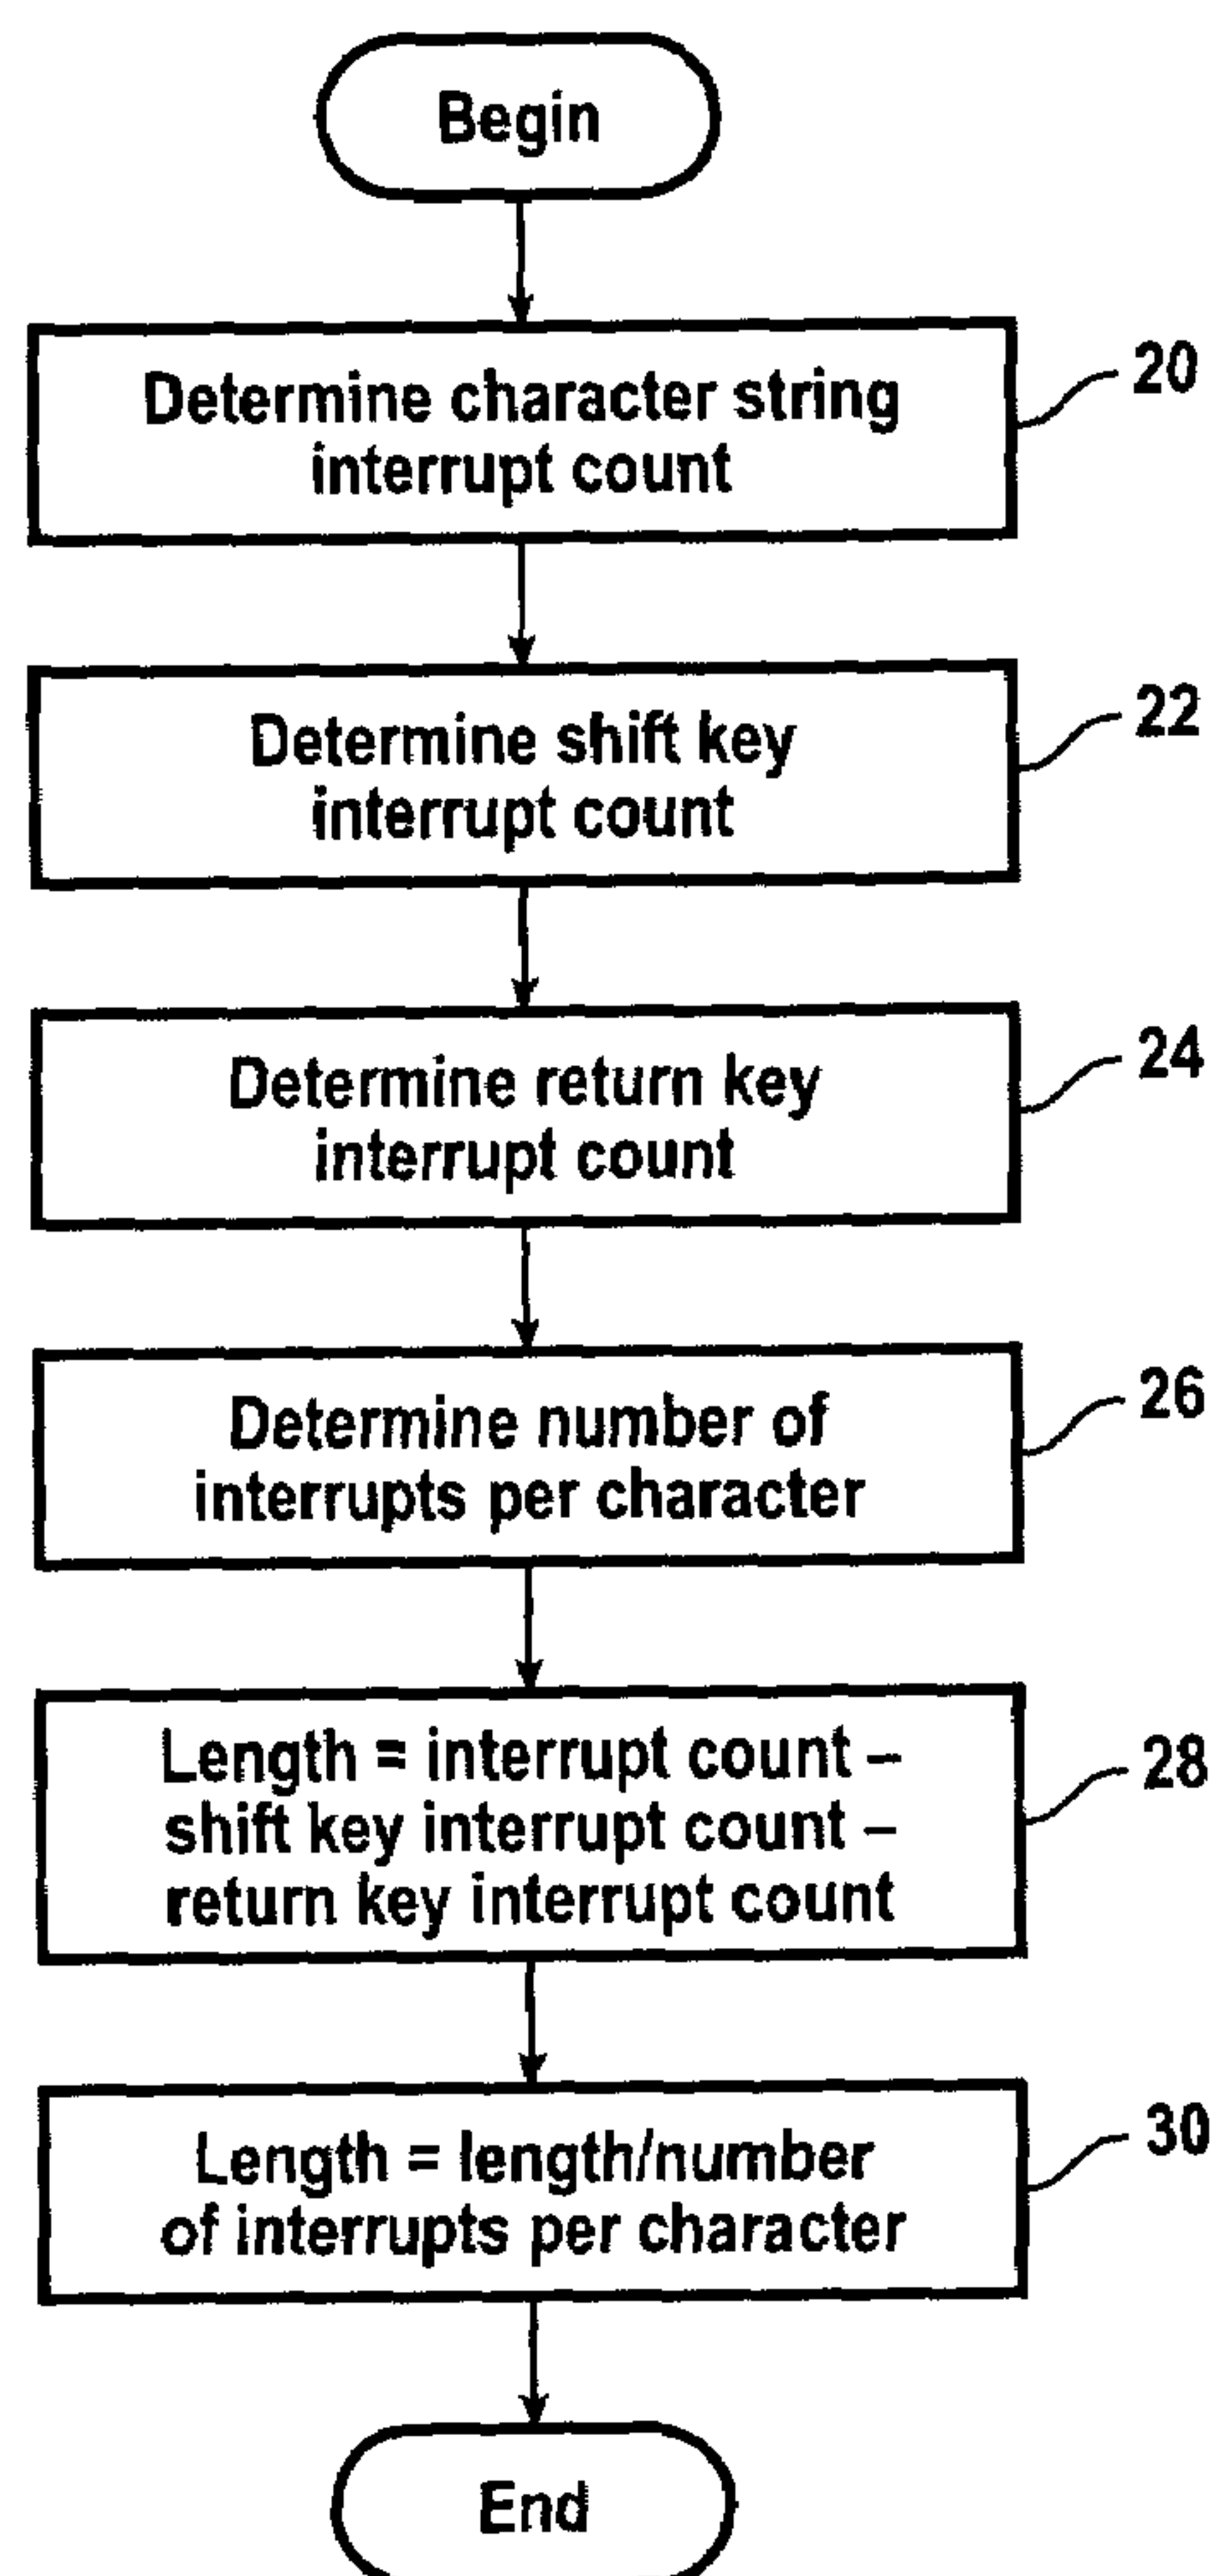 Begin
Determine character string
interrupt count
20
Determine shift key
interrupt count
22
Determine return key
interrupt count
24
Determine number of
interrupts per character
26
Length = interrupt count –
shift key interrupt count –
return key interrupt count
28
Length = length/number
of interrupts per character
30
End